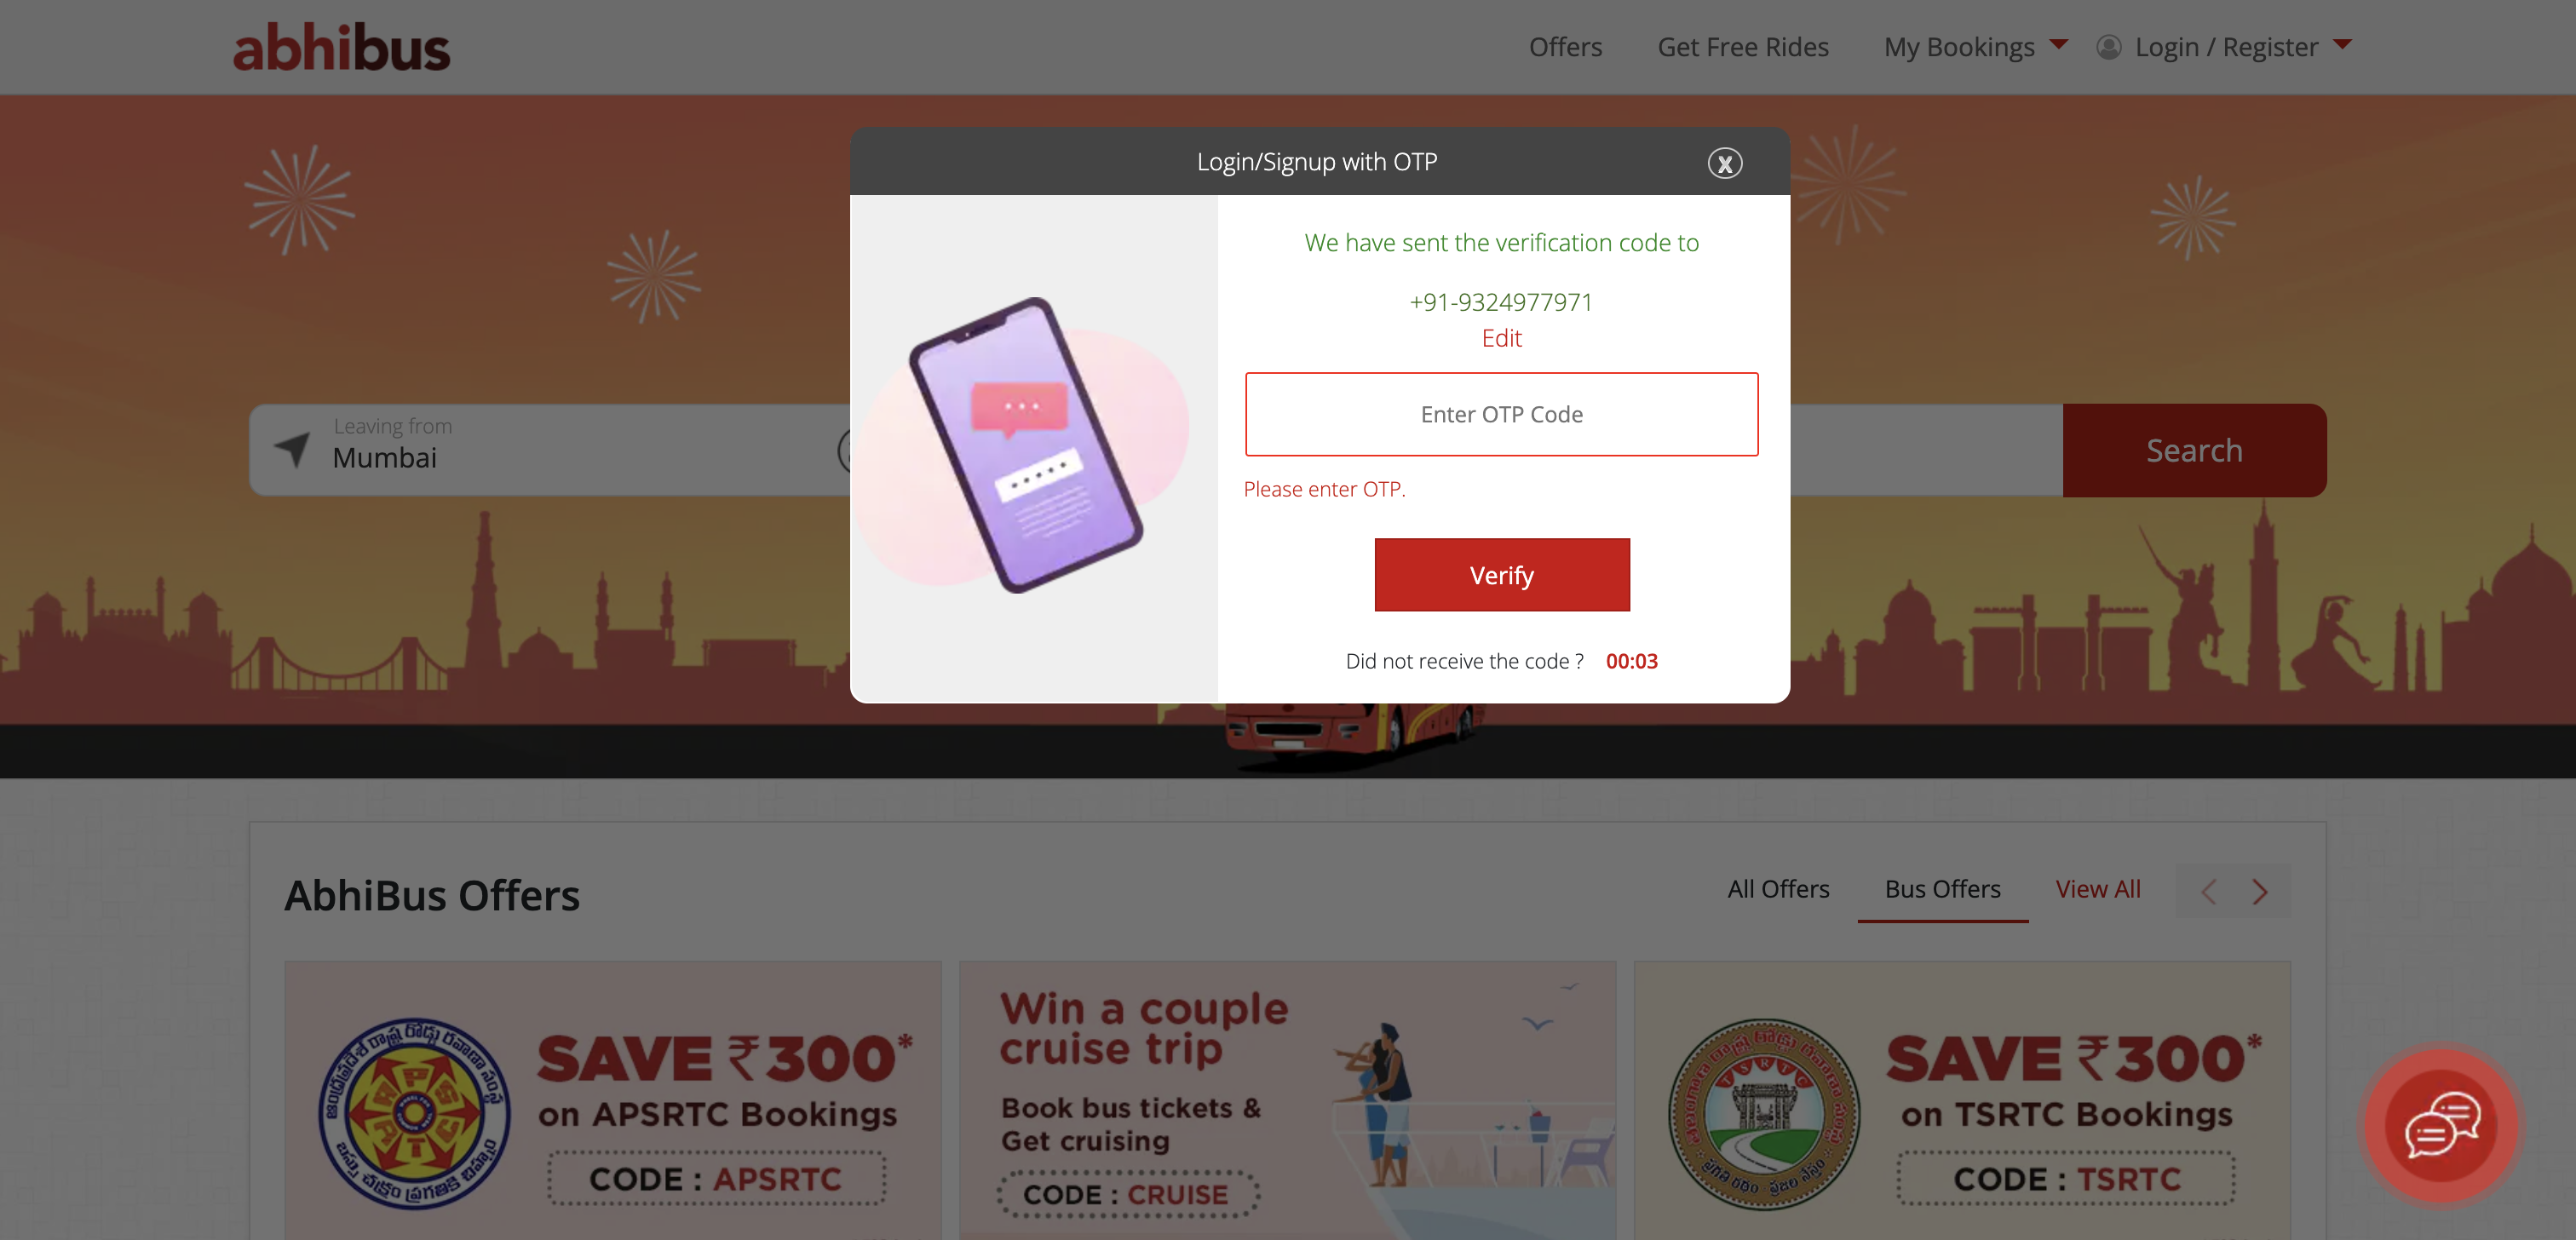 abhibus
Offers
Get Free Rides
My Bookings
Login / Register
Login/Signup with OTP
X
We have sent the verification code to
+91-9324977971
Edit
Enter OTP Code
Please enter OTP.
Verify
Did not receive the code ? 00:03
Leaving from
Mumbai
Search
AbhiBus Offers
All Offers
Bus Offers
View All
SAVE ₹300*
on APSRTC Bookings
CODE : APSRTC
Win a couple
cruise trip
Book bus tickets &
Get cruising
CODE : CRUISE
TSRTC
SAVE ₹300*
on TSRTC Bookings
CODE : TSRTC